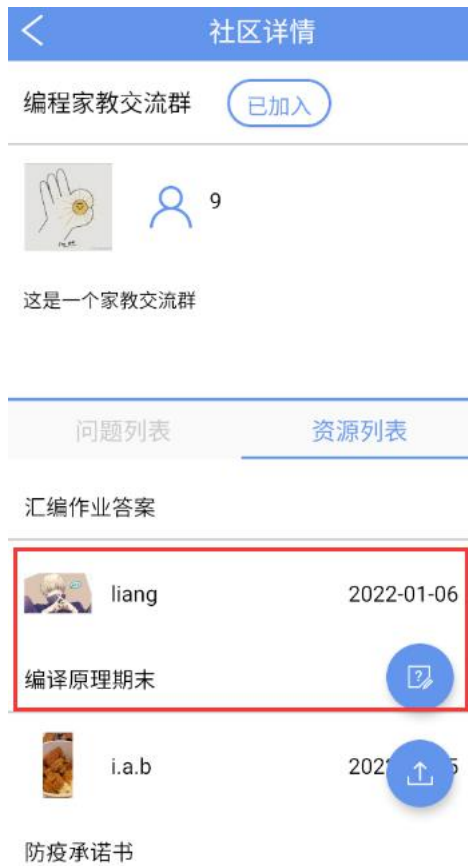 社区详情
编程家教交流群 已加入
9
这是一个家教交流群
问题列表 资源列表
汇编作业答案
liang 2022-01-06
编译原理期末
i.a.b
防疫承诺书